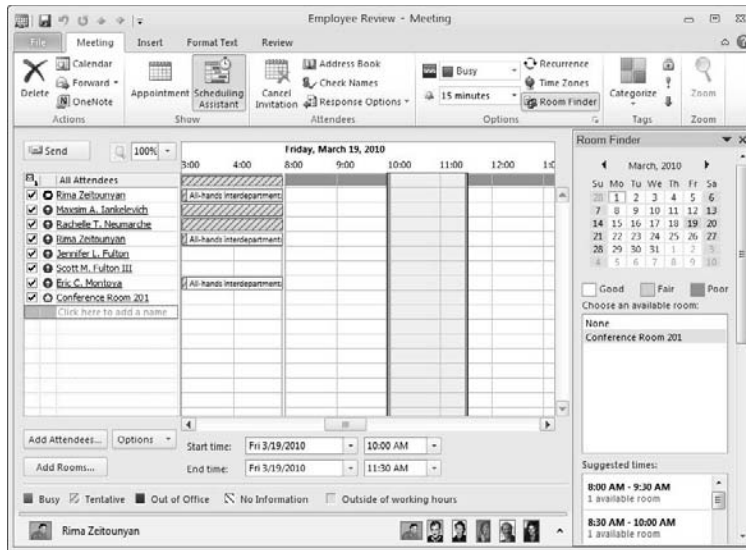 Employee Review - Meeting
File Meeting Insert Format Text Review
Delete
Calendar
Forward
OneNote
Actions
Appointment
Scheduling Assistant
Show
Cancel Invitation
Address Book
Check Names
Response Options
Attendees
Busy
15 minutes
Recurrence
Time Zones
Room Finder
Options
Categorize
Tags
Zoom
Zoom
Send
100%
Friday, March 19, 2010
3:00 4:00 8:00 9:00 10:00 11:00 12:00
All Attendees
Rima Zeitounyan All-hands interdepartment
Maxsim A. Iankelevich
Rachelle T. Neumarche
Rima Zeitounyan All-hands interdepartment
Jennifer L. Fulton
Scott M. Fulton III
Eric C. Montoya All-hands interdepartment
Conference Room 201
Click here to add a name
Add Attendees... Options
Start time: Fri 3/19/2010 10:00 AM
Add Rooms...
End time: Fri 3/19/2010 11:30 AM
Busy Tentative Out of Office No Information Outside of working hours
Rima Zeitounyan
Room Finder
March, 2010
Su Mo Tu We Th Fr Sa
28 1 2 3 4 5 6
7 8 9 10 11 12 13
14 15 16 17 18 19 20
21 22 23 24 25 26 27
28 29 30 31 1 2 3
4 5 6 7 8 9 10
Good Fair Poor
Choose an available room:
None
Conference Room 201
Suggested times:
8:00 AM - 9:30 AM
1 available room
8:30 AM - 10:00 AM
1 available room